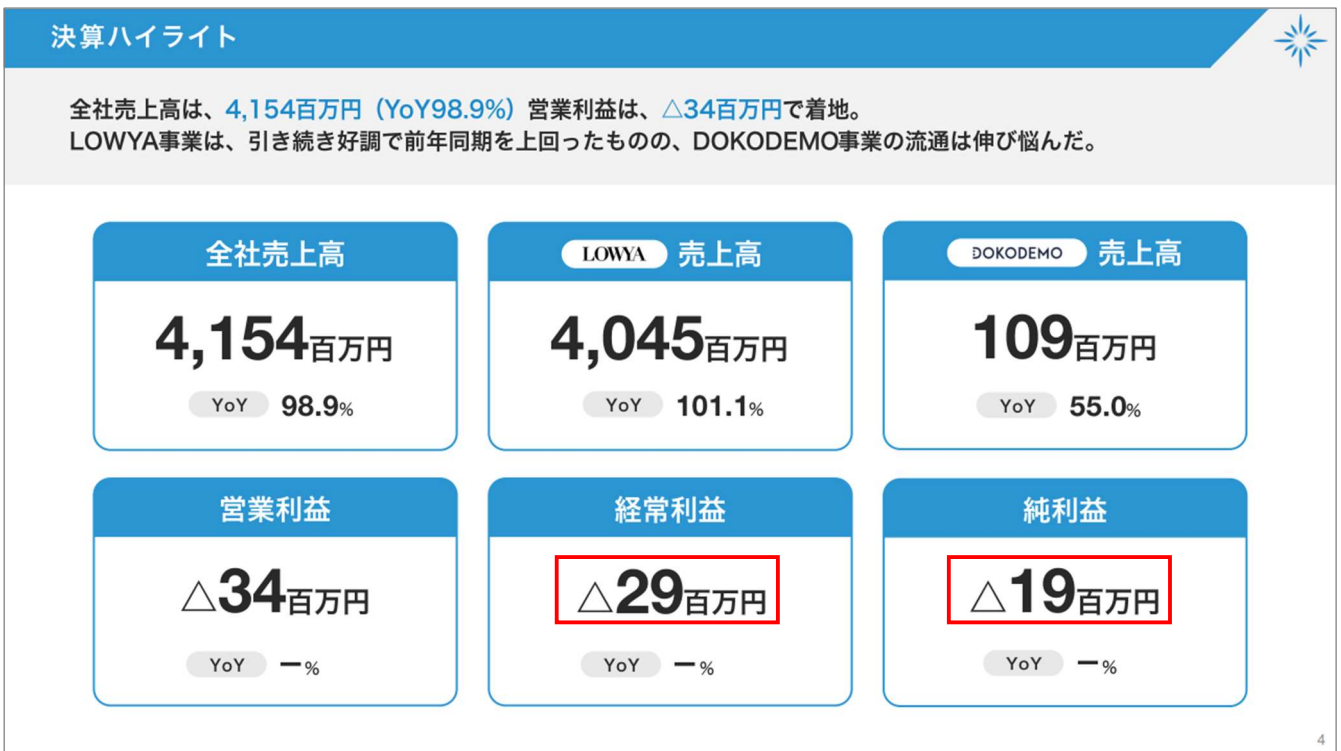 決算ハイライト
全社売上高は、4,154百万円（YoY98.9%）営業利益は、△34百万円で着地。
LOWYA事業は、引き続き好調で前年同期を上回ったものの、DOKODEMO事業の流通は伸び悩んだ。
全社売上高
4,154百万円
YoY 98.9%
LOWYA 売上高
4,045百万円
YoY 101.1%
DOKODEMO 売上高
109百万円
YoY 55.0%
営業利益
△34百万円
YoY ー%
経常利益
△29百万円
YoY ー%
純利益
△19百万円
YoY ー%
4